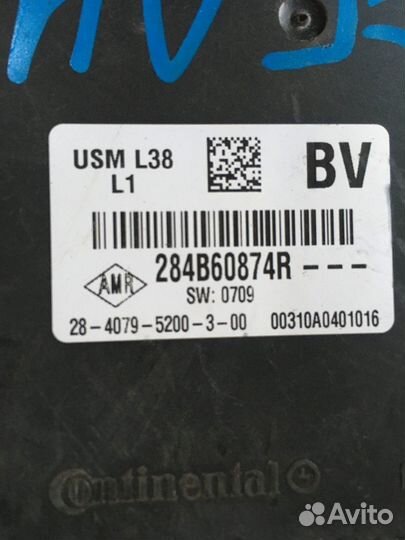 USM L38
L1
BV
284B60874R---
AMR
SW: 0709
28-4079-5200-3-00 00310A0401016
Continental
Avito